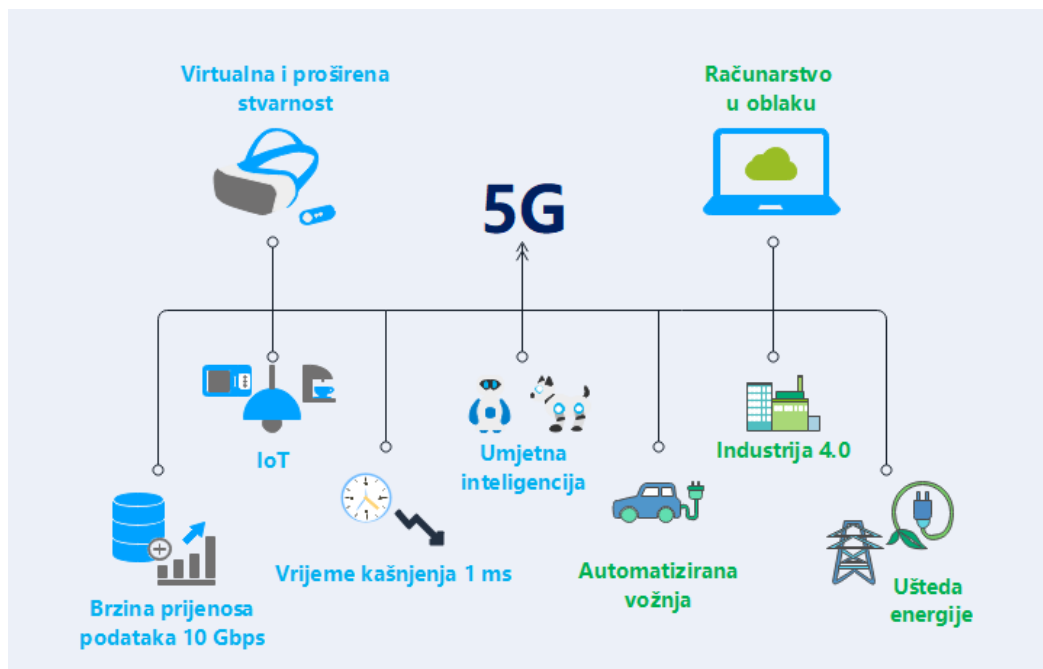 Virtualna i proširena
stvarnost
Računarstvo
u oblaku
5G
IoT
Umjetna
inteligencija
Industrija 4.0
Vrijeme kašnjenja 1 ms
Automatizirana
vožnja
Ušteda
energije
Brzina prijenosa
podataka 10 Gbps